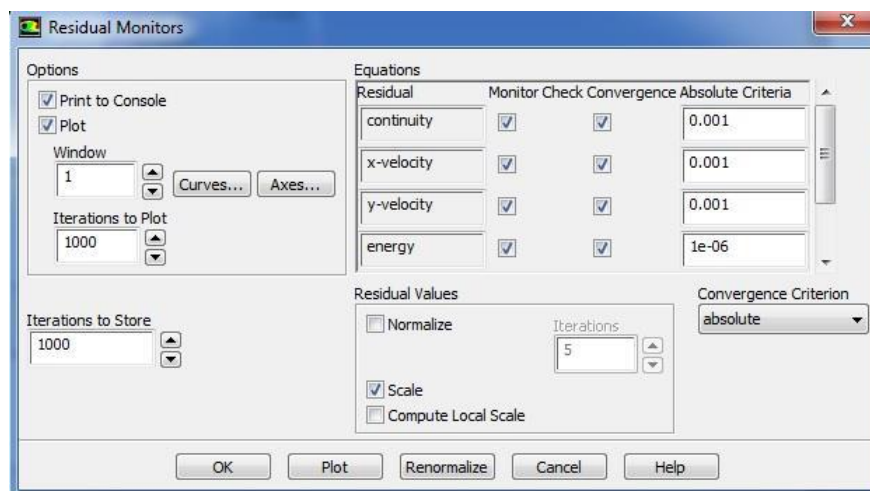 Residual Monitors
Options
Print to Console
Plot
Window
1
Curves...
Axes...
Iterations to Plot
1000
Iterations to Store
1000
Equations
Residual Monitor Check Convergence Absolute Criteria
continuity 0.001
x-velocity 0.001
y-velocity 0.001
energy 1e-06
Residual Values
Normalize
Iterations
5
Scale
Compute Local Scale
Convergence Criterion
absolute
OK Plot Renormalize Cancel Help